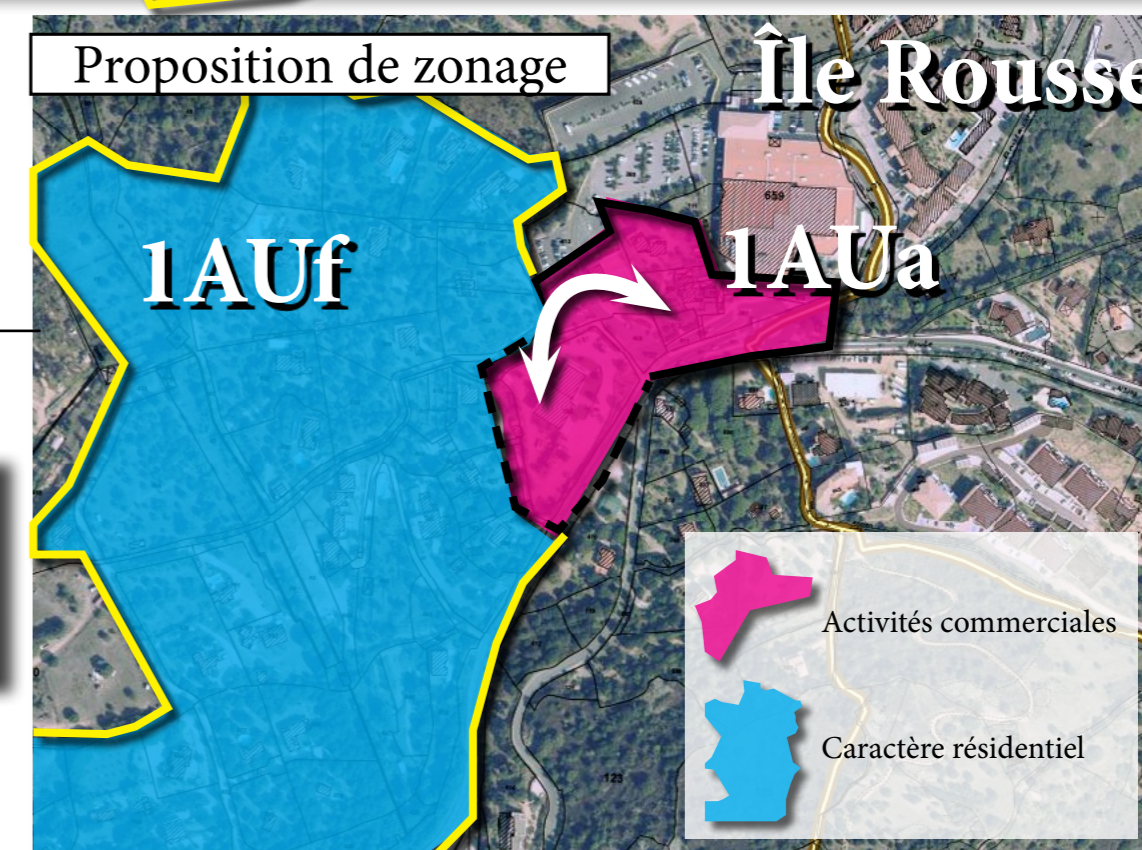 Proposition de zonage
Île Rousse
659
1AUf
1AUa
Activités commerciales
Caractère résidentiel
123